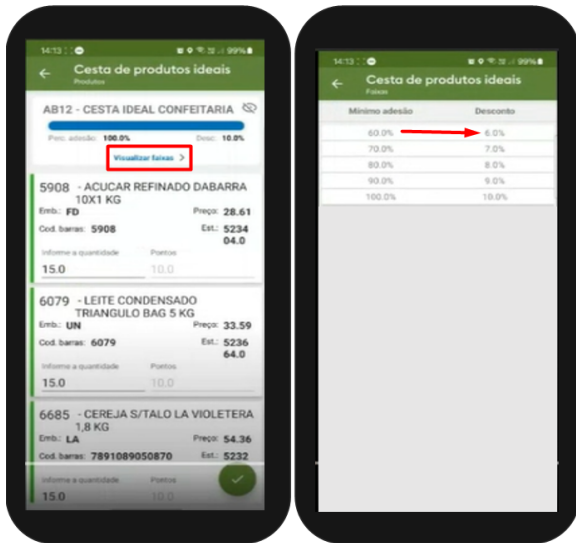 14:13
99%
Cesta de produtos ideais
Produtos
AB12 - CESTA IDEAL CONFEITARIA
Perc. adesão: 100.0% Desc: 10.0%
Visualizar faixas >
5908 - ACUCAR REFINADO DABARRA
10X1 KG
Emb.: FD Preço: 28.61
Cod. barras: 5908 Est.: 5234
04.0
Informe a quantidade Pontos
15.0 10.0
6079 - LEITE CONDENSADO
TRIANGULO BAG 5 KG
Emb.: UN Preço: 33.59
Cod. barras: 6079 Est.: 5236
64.0
Informe a quantidade Pontos
15.0 10.0
6685 - CEREJA S/TALO LA VIOLETERA
1,8 KG
Emb.: LA Preço: 54.36
Cod. barras: 7891089050870 Est.: 5232
Informe a quantidade Pontos
15.0 10.0
14:13
99%
Cesta de produtos ideais
Faixas
Mínimo adesão Desconto
60.0% 6.0%
70.0% 7.0%
80.0% 8.0%
90.0% 9.0%
100.0% 10.0%